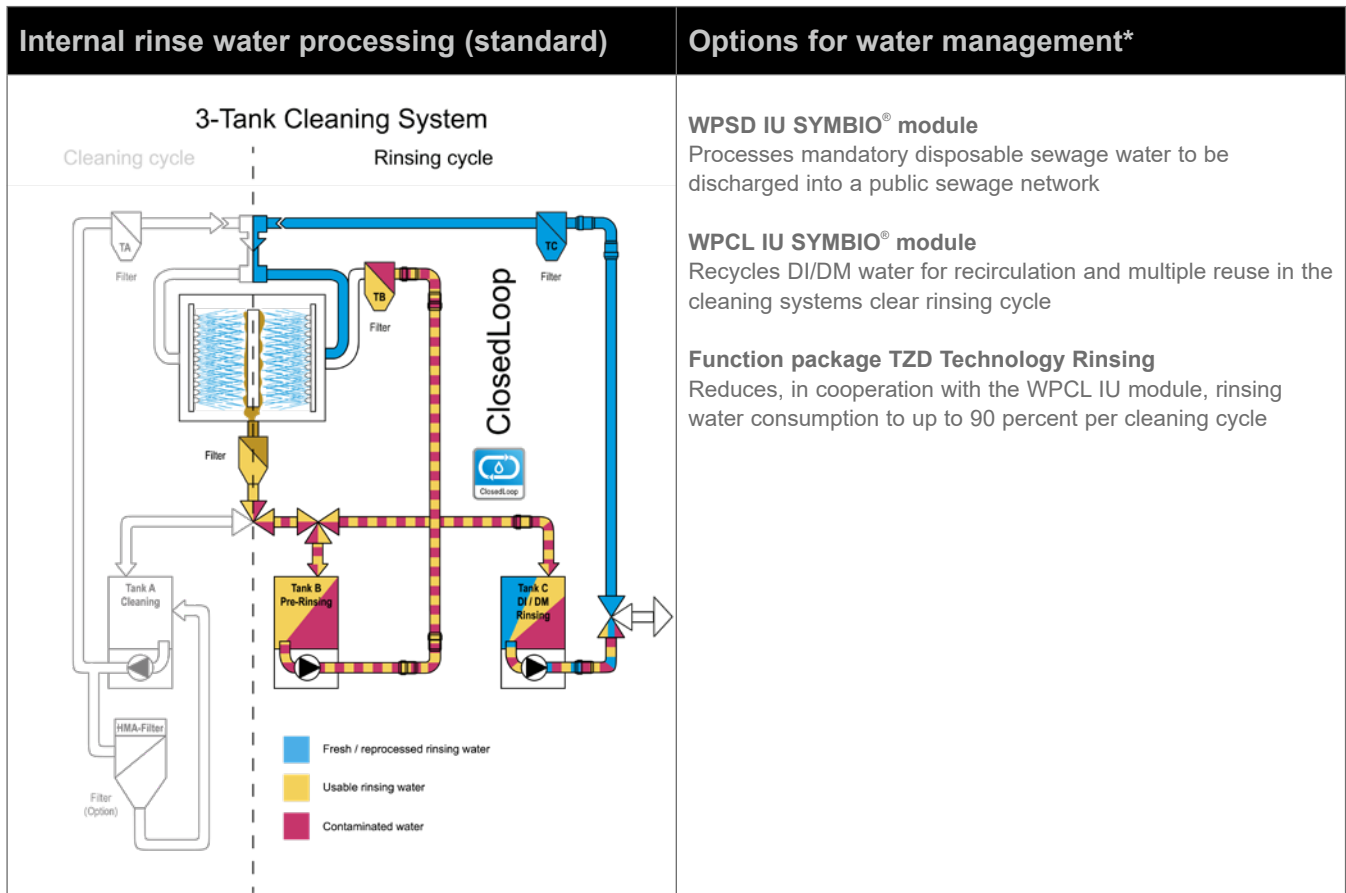 Internal rinse water processing (standard)
Options for water management*
3-Tank Cleaning System
Cleaning cycle
Rinsing cycle
TA
Filter
TC
Filter
TB
Filter
ClosedLoop
Filter
ClosedLoop
Tank A
Cleaning
Tank B
Pre-Rinsing
Tank C
DI / DM
Rinsing
HMA-Filter
Filter
(Option)
Fresh / reprocessed rinsing water
Usable rinsing water
Contaminated water
WPSD IU SYMBIO® module
Processes mandatory disposable sewage water to be
discharged into a public sewage network
WPCL IU SYMBIO® module
Recycles DI/DM water for recirculation and multiple reuse in the
cleaning systems clear rinsing cycle
Function package TZD Technology Rinsing
Reduces, in cooperation with the WPCL IU module, rinsing
water consumption to up to 90 percent per cleaning cycle